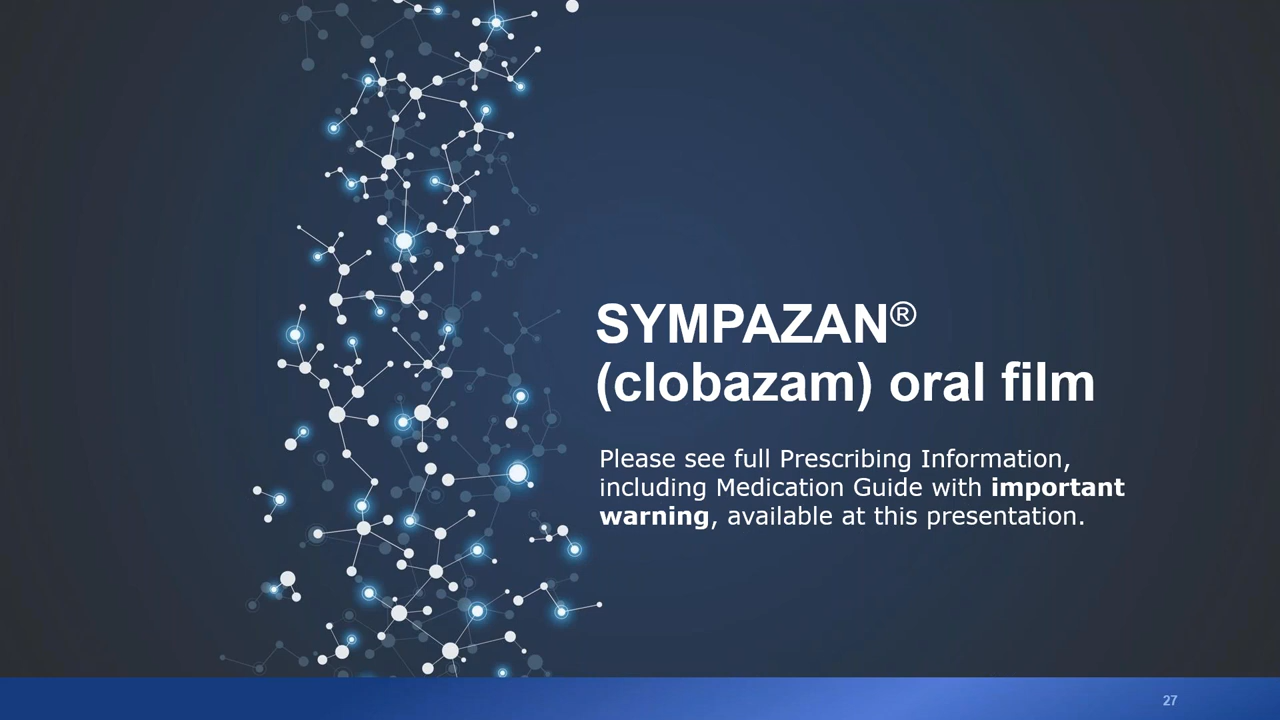 SYMPAZAN®
(clobazam) oral film
Please see full Prescribing Information,
including Medication Guide with important
warning, available at this presentation.
27